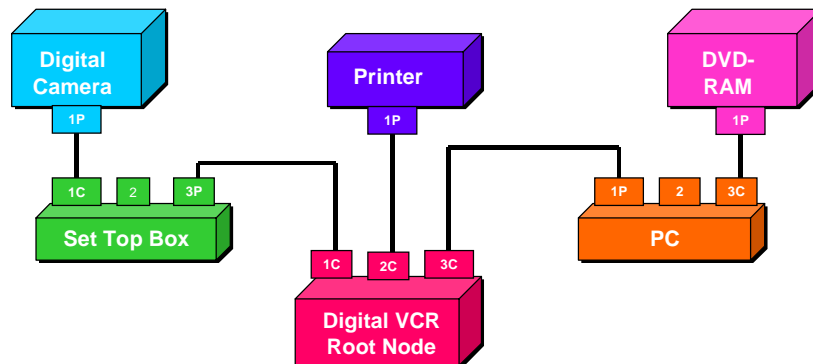 Digital
Camera
Printer
DVD-
RAM
1P
1P
1P
1C
2
3P
1P
2
3C
Set Top Box
PC
1C
2C
3C
Digital VCR
Root Node